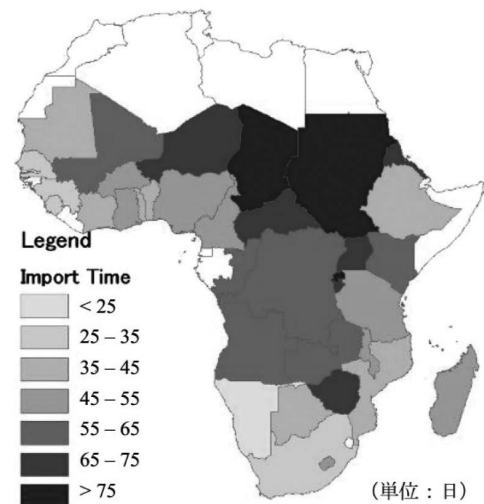 Legend
Import Time
< 25
25 – 35
35 – 45
45 – 55
55 – 65
65 – 75
> 75
(単位：日)